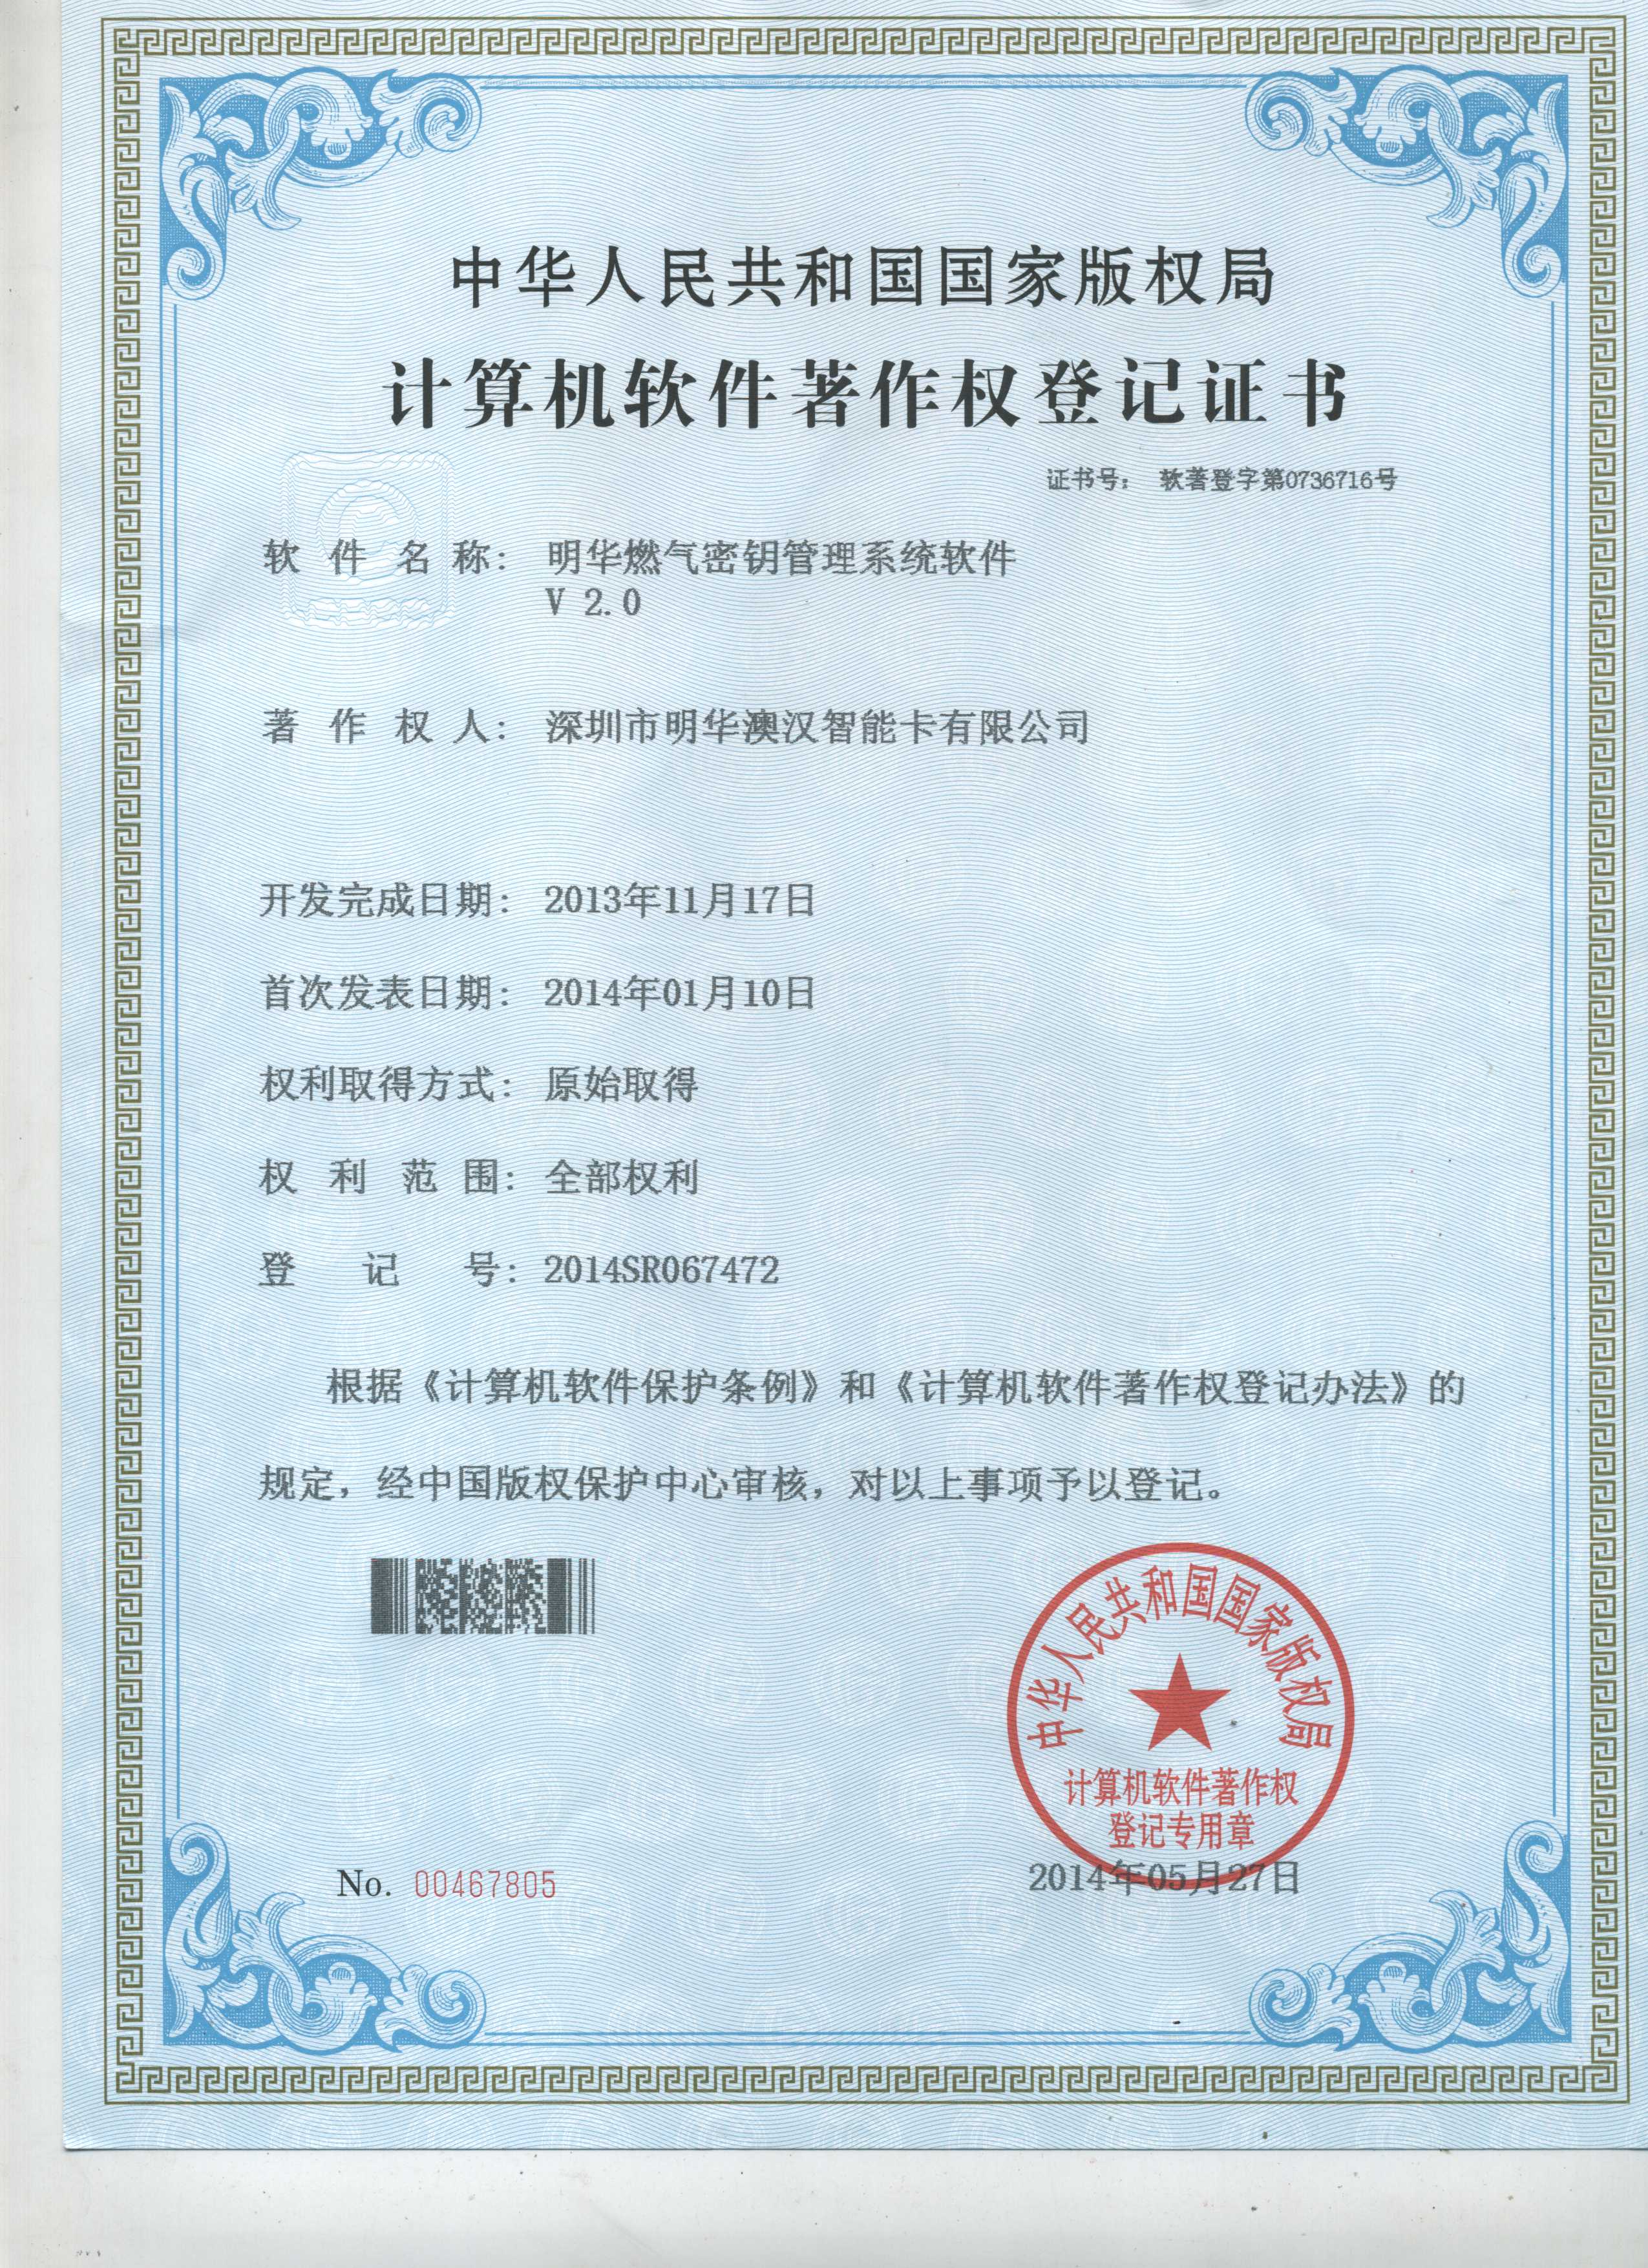 中华人民共和国国家版权局
计算机软件著作权登记证书
证书号： 软著登字第0736716号
软件名称： 明华燃气密钥管理系统软件
V 2.0
著作权人： 深圳市明华澳汉智能卡有限公司
开发完成日期： 2013年11月17日
首次发表日期： 2014年01月10日
权利取得方式： 原始取得
权利范围： 全部权利
登记号： 2014SR067472
根据《计算机软件保护条例》和《计算机软件著作权登记办法》的
规定，经中国版权保护中心审核，对以上事项予以登记。
中华人民共和国国家版权局
计算机软件著作权
登记专用章
No. 00467805
2014年05月27日